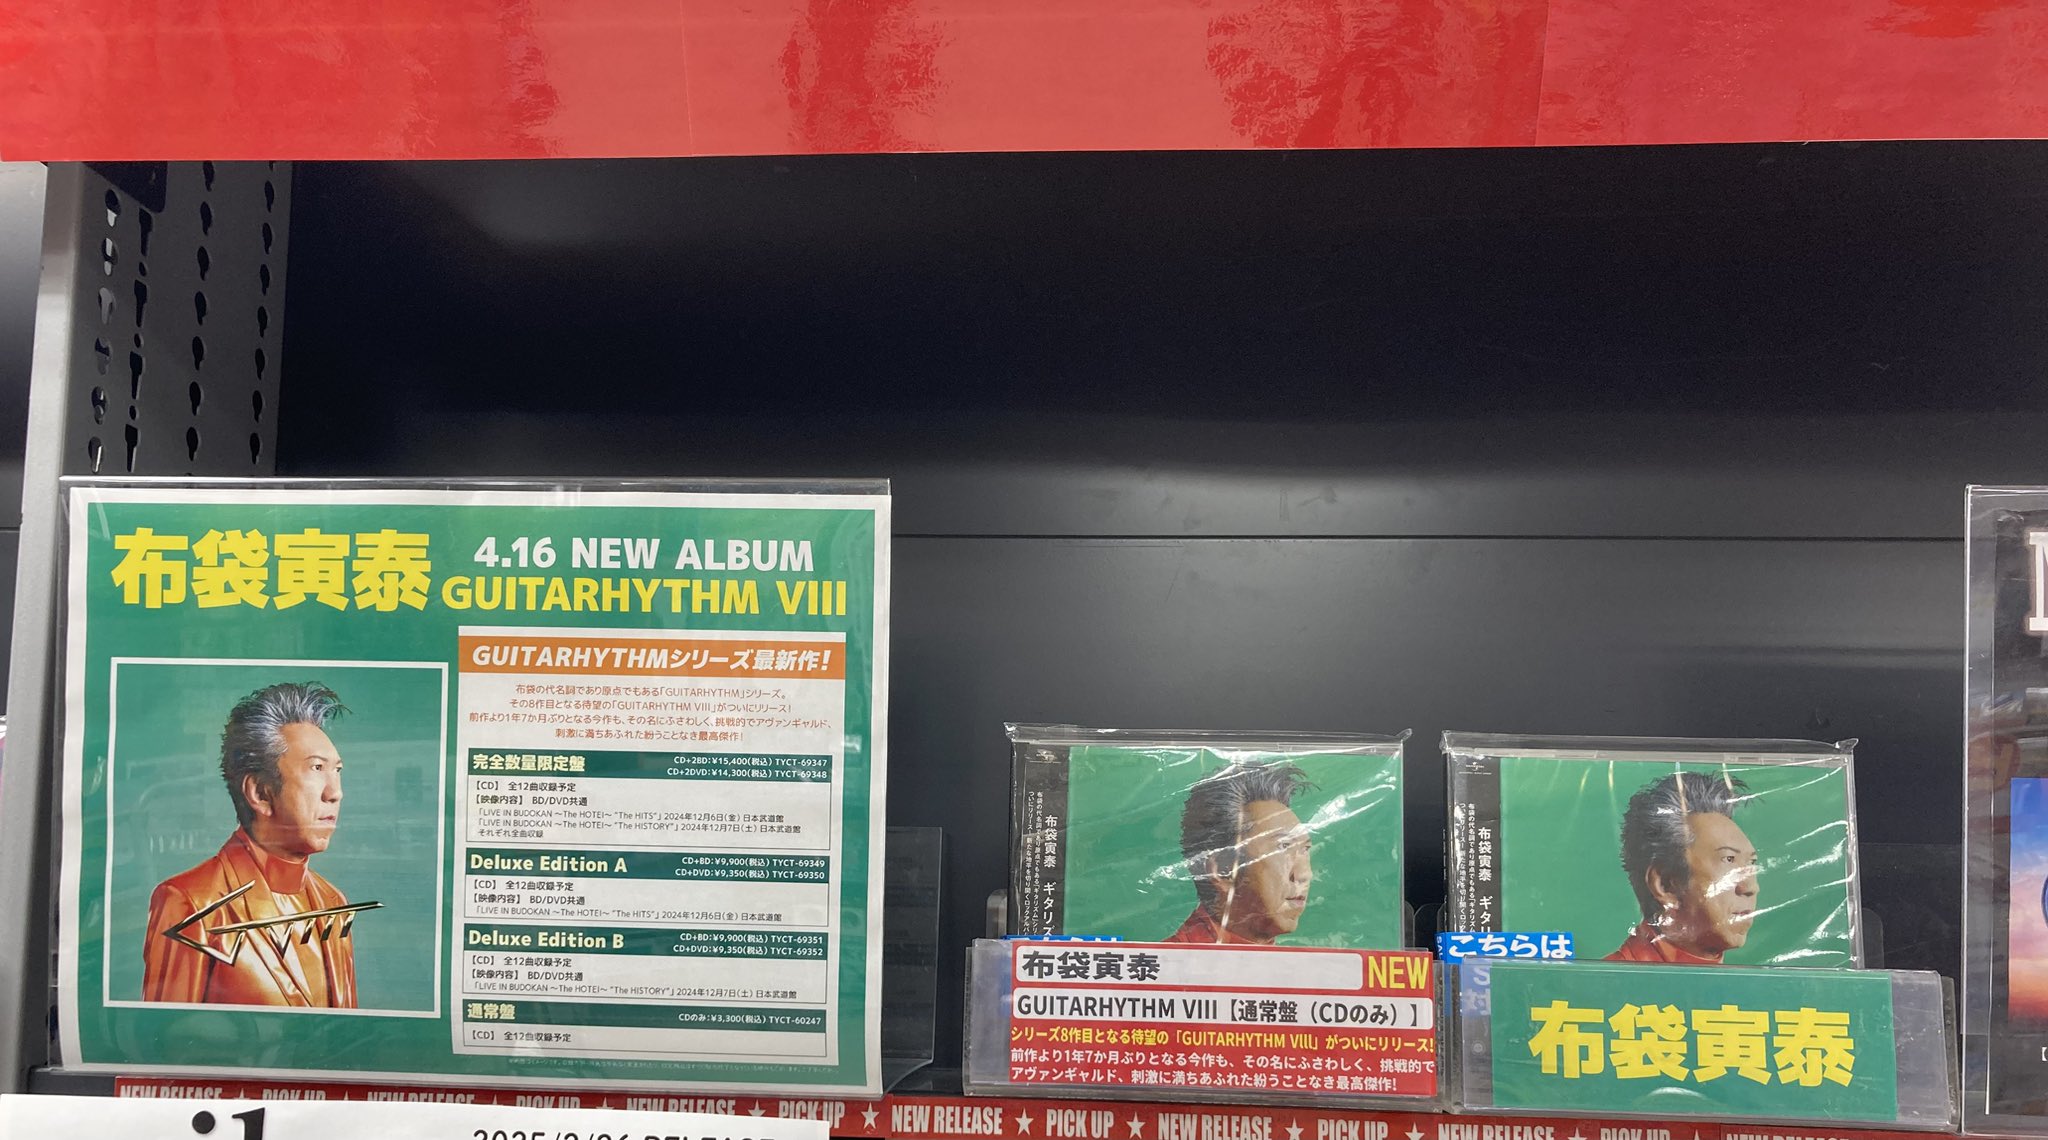 布袋寅泰
4.16 NEW ALBUM
GUITARHYTHM VIII
GUITARHYTHMシリーズ最新作!
布袋の代名詞であり原点でもある「GUITARHYTHM」シリーズ。
その8作目となる待望の「GUITARHYTHM VIII」がついにリリース!
前作より1年7か月ぶりとなる今作も、その名にふさわしく、挑戦的でアヴァンギャルド、
刺激に満ちあふれた紛うことなき最高傑作!
完全数量限定盤
CD+2BD:¥15,400(税込) TYCT-69347
CD+2DVD:¥14,300(税込) TYCT-69348
【CD】 全12曲収録予定
【映像内容】 BD/DVD共通
「LIVE IN BUDOKAN ～The HOTEI～ "The HITS"」2024年12月6日(金) 日本武道館
「LIVE IN BUDOKAN ～The HOTEI～ "The HISTORY"」2024年12月7日(土) 日本武道館
それぞれ全曲収録
Deluxe Edition A
CD+BD:¥9,900(税込) TYCT-69349
CD+DVD:¥9,350(税込) TYCT-69350
【CD】 全12曲収録予定
【映像内容】 BD/DVD共通
「LIVE IN BUDOKAN ～The HOTEI～ "The HITS"」2024年12月6日(金) 日本武道館
Deluxe Edition B
CD+BD:¥9,900(税込) TYCT-69351
CD+DVD:¥9,350(税込) TYCT-69352
【CD】 全12曲収録予定
【映像内容】 BD/DVD共通
「LIVE IN BUDOKAN ～The HOTEI～ "The HISTORY"」2024年12月7日(土) 日本武道館
通常盤
CDのみ:¥3,300(税込) TYCT-60247
【CD】 全12曲収録予定
布袋寅泰 ギタリズ
布袋寅泰
NEW
GUITARHYTHM VIII【通常盤(CDのみ)】
シリーズ8作目となる待望の「GUITARHYTHM VIII」がついにリリース!
前作より1年7か月ぶりとなる今作も、その名にふさわしく、挑戦的で
アヴァンギャルド、刺激に満ちあふれた紛うことなき最高傑作!
布袋寅泰 ギタリ
こちらは
布袋寅泰
NEW RELEASE ★ PICK UP ★ NEW RELEASE ★ PICK UP ★ NEW RELEASE ★ PICK UP ★ NEW RELEASE ★ PICK UP ★ NEW RELEASE ★ PICK UP ★ NEW RELEASE